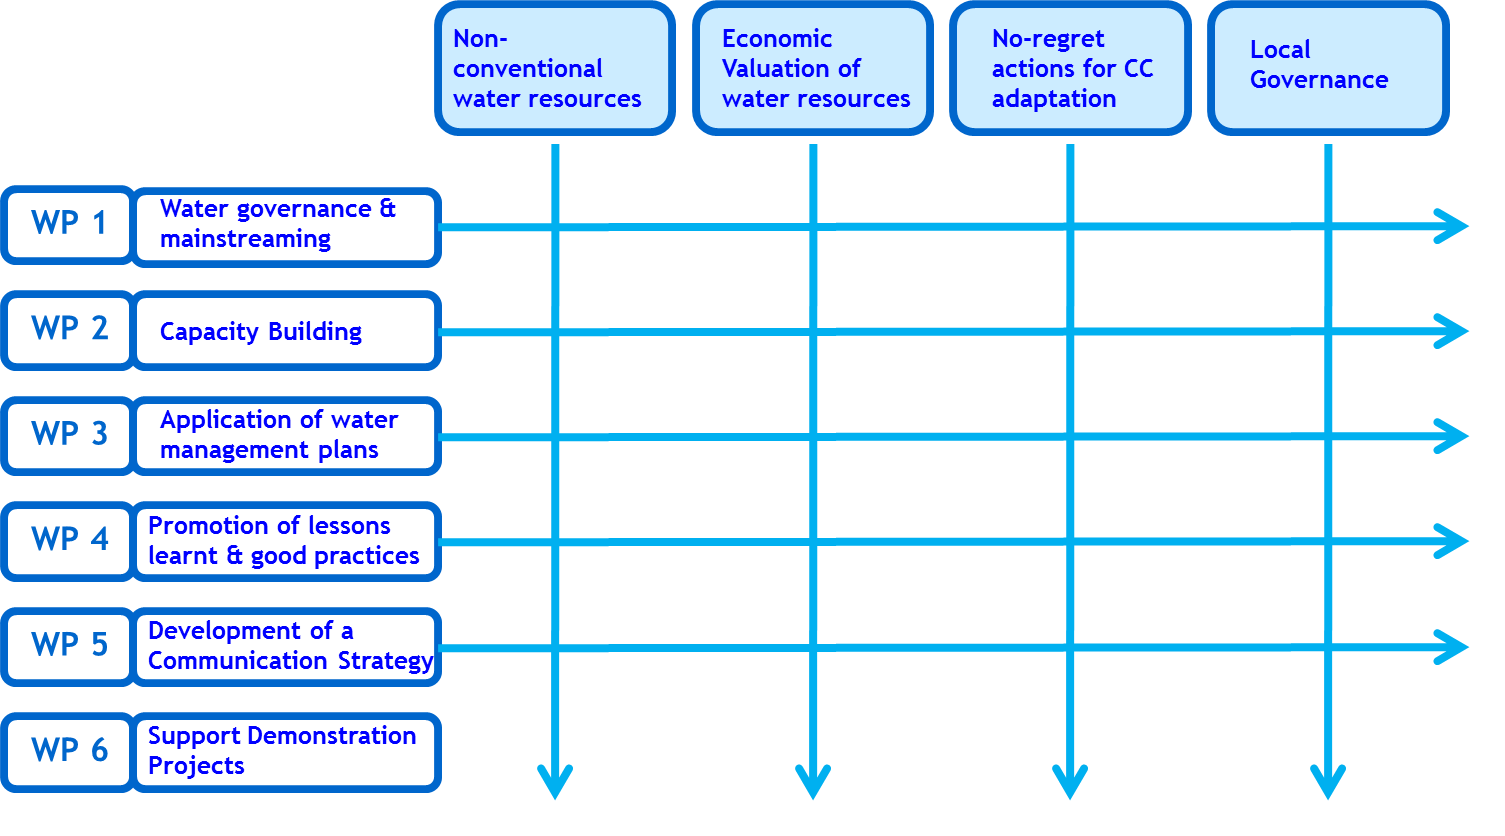 Non-
conventional
water resources
Economic
Valuation of
water resources
No-regret
actions for CC
adaptation
Local
Governance
WP 1
Water governance &
mainstreaming
WP 2
Capacity Building
WP 3
Application of water
management plans
WP 4
Promotion of lessons
learnt & good practices
WP 5
Development of a
Communication Strategy
WP 6
Support Demonstration
Projects